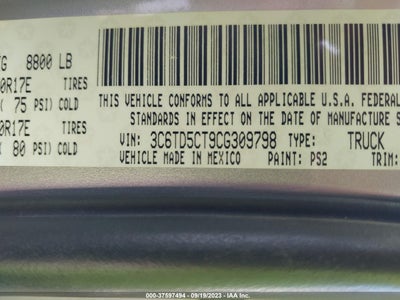 G 8800 LB
0R17E TIRES
( 75 PSI) COLD
0R17E TIRES
( 80 PSI) COLD
THIS VEHICLE CONFORMS TO ALL APPLICABLE U.S.A. FEDERAL
STANDARDS IN EFFECT ON THE DATE OF MANUFACTURE S
VIN: 3C6TD5CT9CG309798 TYPE: TRUCK
VEHICLE MADE IN MEXICO PAINT: PS2 TRIM:
000-37597494 - 09/19/2023 - IAA Inc.